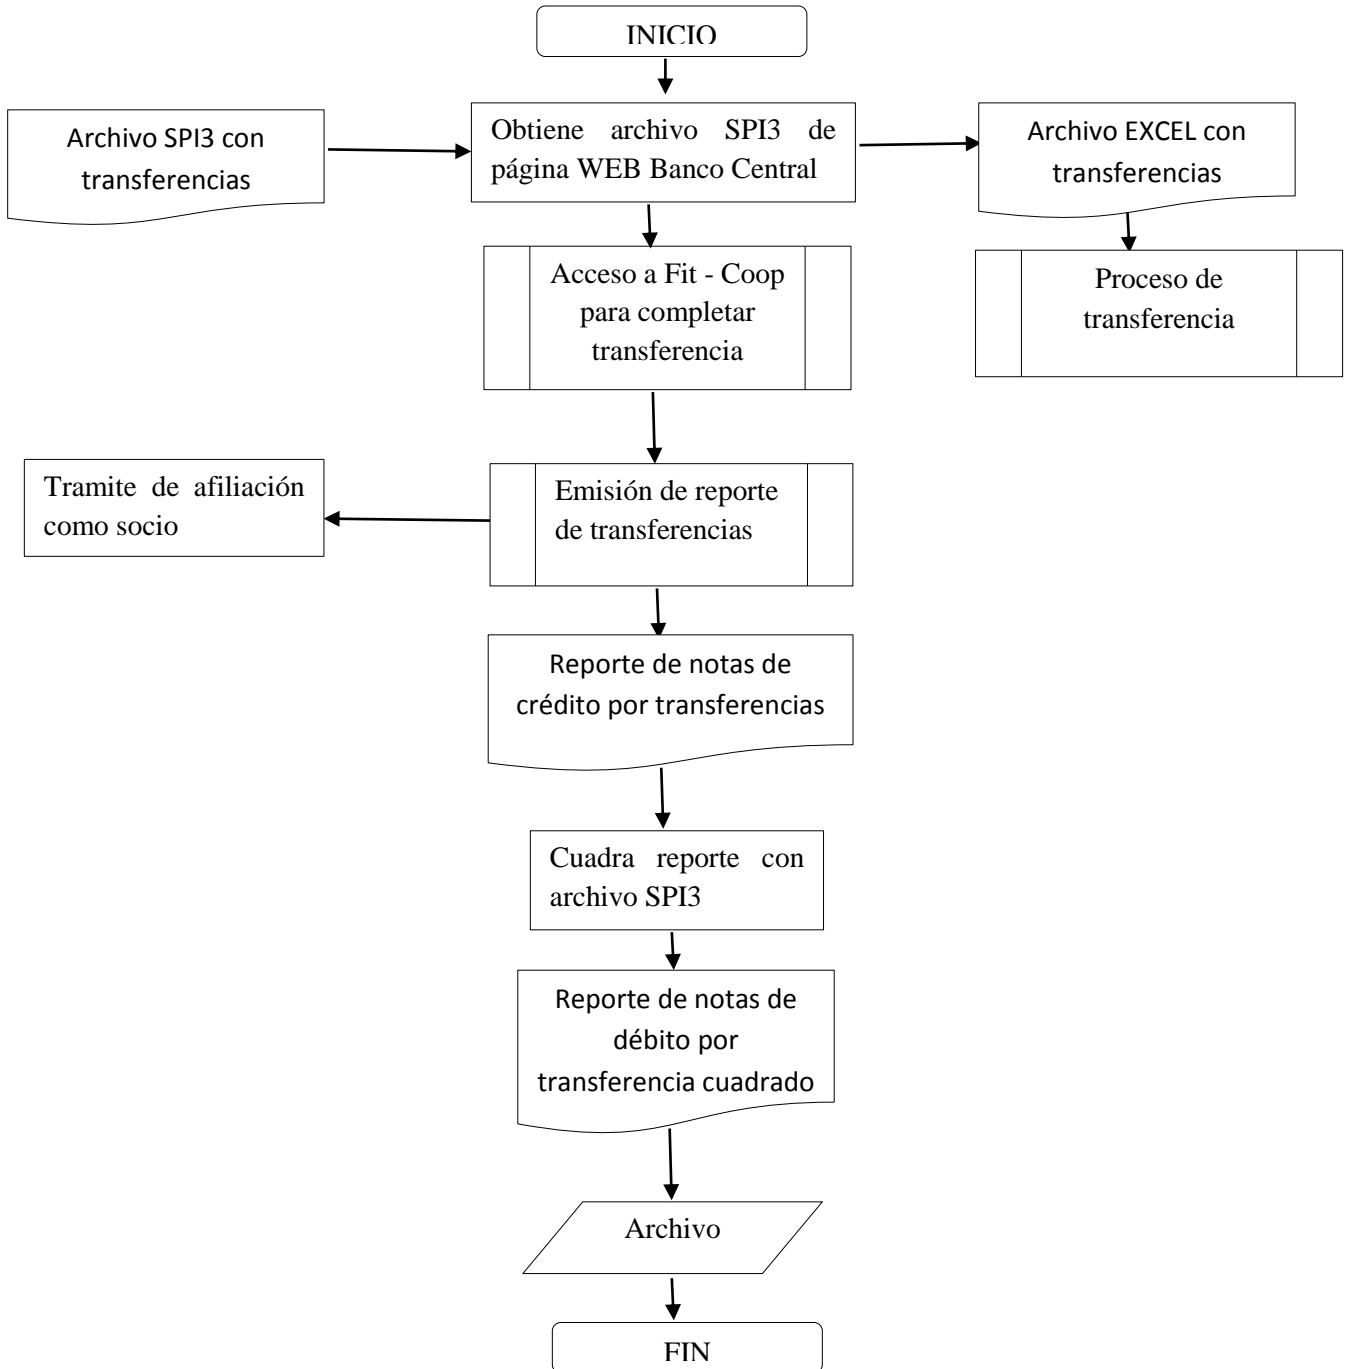 INICIO
Archivo SPI3 con
transferencias
Obtiene archivo SPI3 de
página WEB Banco Central
Archivo EXCEL con
transferencias
Acceso a Fit - Coop
para completar
transferencia
Proceso de
transferencia
Tramite de afiliación
como socio
Emisión de reporte
de transferencias
Reporte de notas de
crédito por transferencias
Cuadra reporte con
archivo SPI3
Reporte de notas de
débito por
transferencia cuadrado
Archivo
FIN